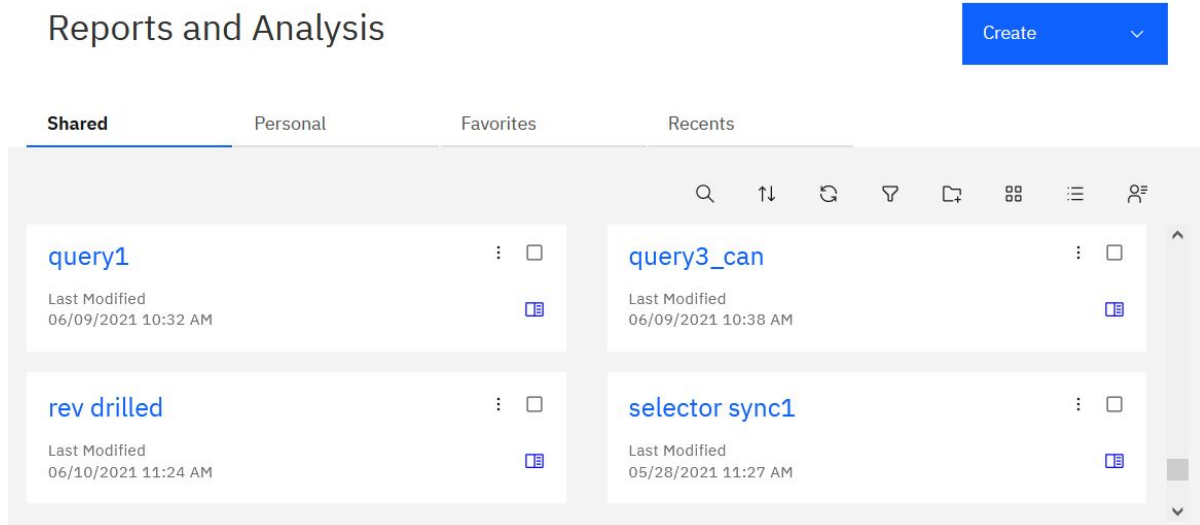 Reports and Analysis
Create
Shared
Personal
Favorites
Recents
query1
Last Modified
06/09/2021 10:32 AM
query3_can
Last Modified
06/09/2021 10:38 AM
rev drilled
Last Modified
06/10/2021 11:24 AM
selector sync1
Last Modified
05/28/2021 11:27 AM